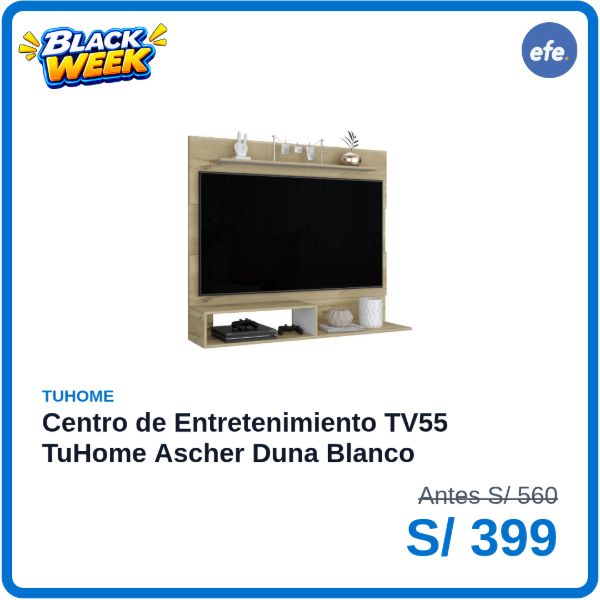 BLACK
WEEK
efe.
TUHOME
Centro de Entretenimiento TV55
TuHome Ascher Duna Blanco
Antes S/ 560
S/ 399